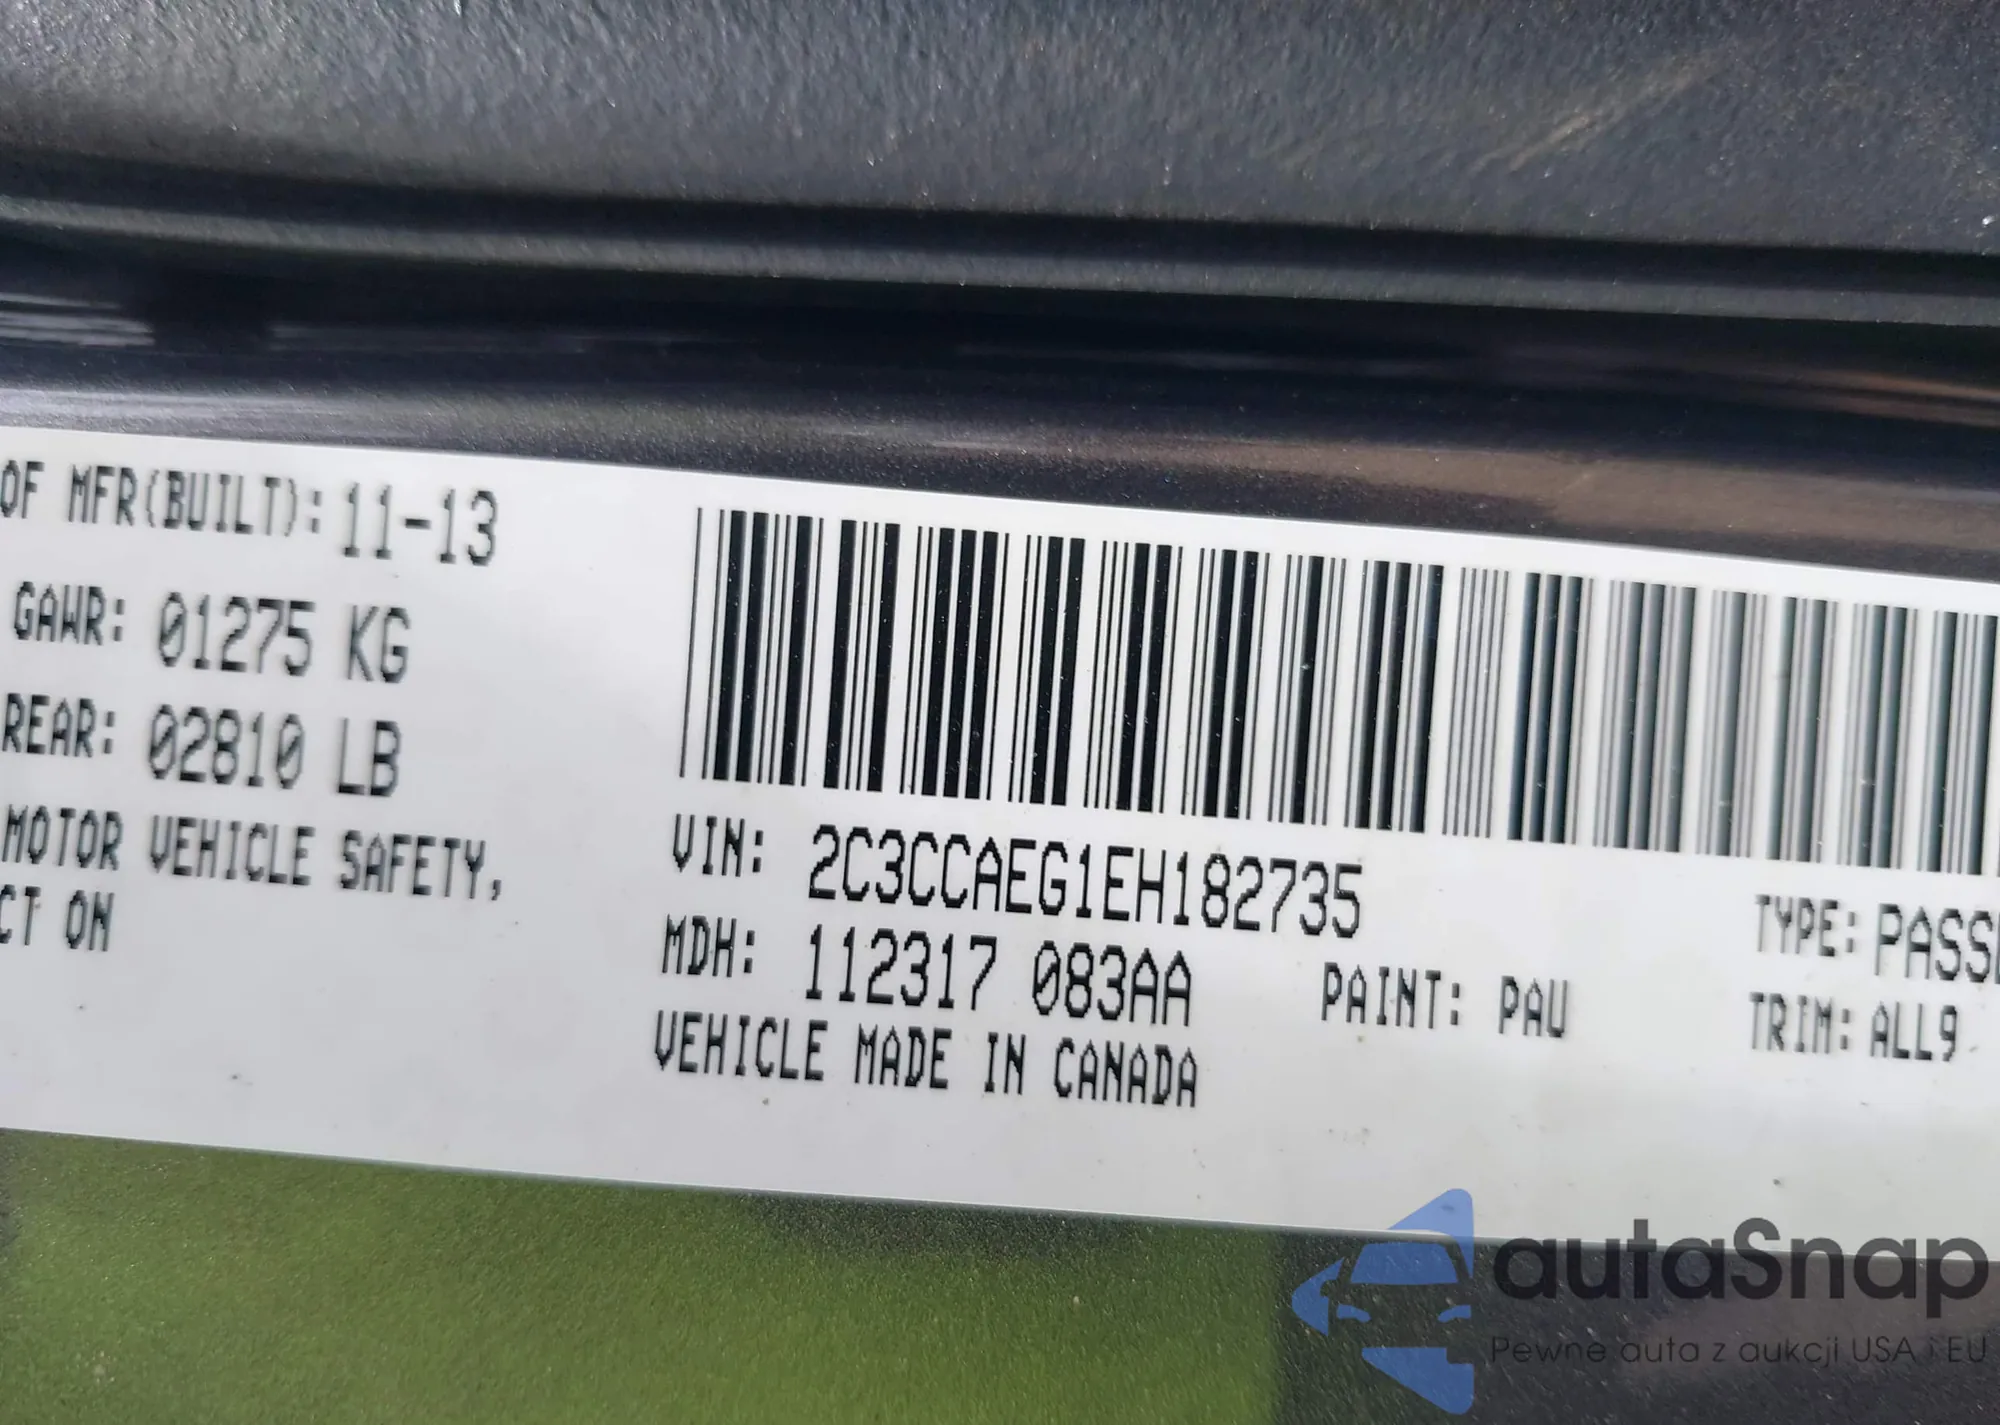 OF MFR(BUILT): 11-13
GAWR: 01275 KG
REAR: 02810 LB
MOTOR VEHICLE SAFETY,
CT ON
VIN: 2C3CCAEG1EH182735
TYPE: PASSE
MDH: 112317 083AA
PAINT: PAU
TRIM: ALL9
VEHICLE MADE IN CANADA
autaSnap
Pewne auta z aukcji USA i EU